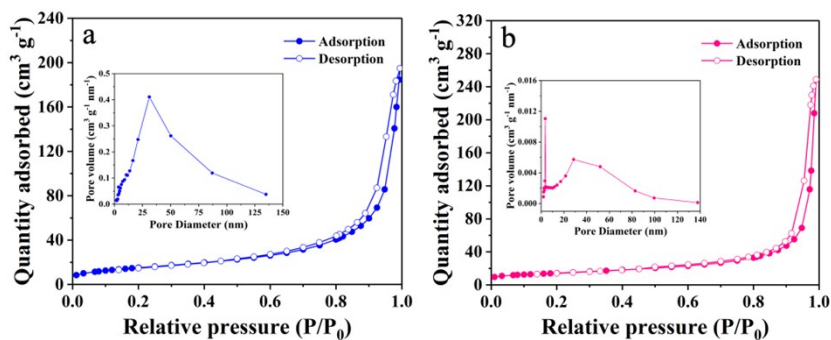 a
Adsorption
Desorption
Quantity adsorbed (cm³ g⁻¹)
240
200
160
120
80
40
0
0.0 0.2 0.4 0.6 0.8 1.0
Relative pressure (P/P₀)
Pore volume (cm³ g⁻¹ nm⁻¹)
0.5
0.4
0.3
0.2
0.1
0.0
0 25 50 75 100 125 150
Pore Diameter (nm)
b
Adsorption
Desorption
Quantity adsorbed (cm³ g⁻¹)
320
280
240
200
160
120
80
40
0
0.0 0.2 0.4 0.6 0.8 1.0
Relative pressure (P/P₀)
Pore volume (cm³ g⁻¹ nm⁻¹)
0.016
0.012
0.008
0.004
0.000
0 20 40 60 80 100 120 140
Pore Diameter (nm)